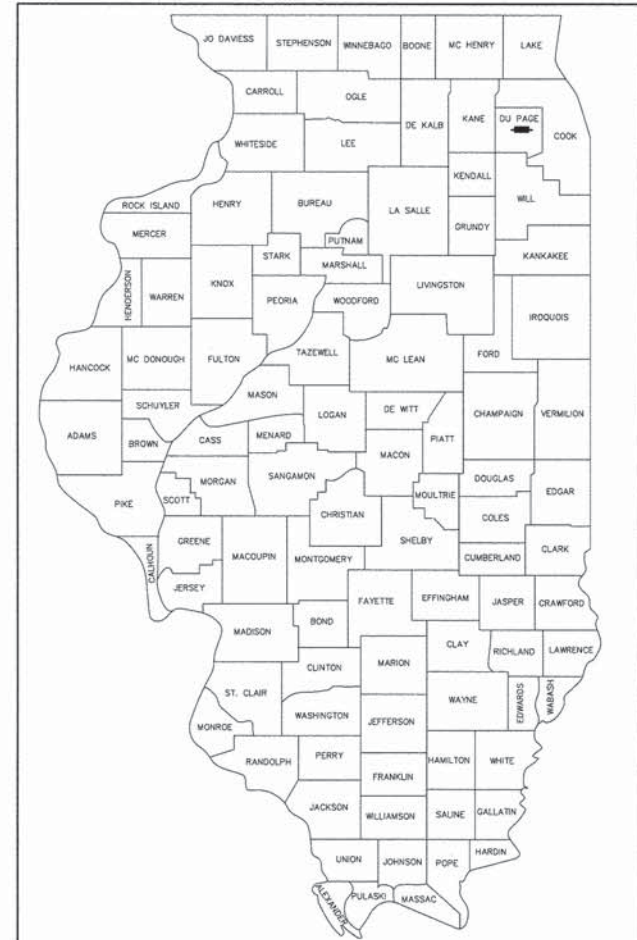 JO DAVIESS
STEPHENSON
WINNEBAGO
BOONE
MC HENRY
LAKE
CARROLL
OGLE
DE KALB
KANE
DU PAGE
COOK
WHITESIDE
LEE
KENDALL
WILL
ROCK ISLAND
HENRY
BUREAU
LA SALLE
GRUNDY
MERCER
PUTNAM
KANKAKEE
STARK
MARSHALL
HENDERSON
WARREN
KNOX
PEORIA
WOODFORD
LIVINGSTON
IROQUOIS
HANCOCK
MC DONOUGH
FULTON
TAZEWELL
MC LEAN
FORD
MASON
SCHUYLER
LOGAN
DE WITT
CHAMPAIGN
VERMILION
ADAMS
BROWN
CASS
MENARD
PIATT
MACON
MORGAN
SANGAMON
DOUGLAS
EDGAR
PIKE
SCOTT
CHRISTIAN
MOULTRIE
COLES
GREENE
MACOUPIN
MONTGOMERY
SHELBY
CUMBERLAND
CLARK
CALHOUN
JERSEY
FAYETTE
EFFINGHAM
JASPER
CRAWFORD
MADISON
BOND
CLAY
RICHLAND
LAWRENCE
CLINTON
MARION
ST. CLAIR
WAYNE
EDWARDS
WABASH
WASHINGTON
JEFFERSON
MONROE
RANDOLPH
PERRY
HAMILTON
WHITE
FRANKLIN
JACKSON
WILLIAMSON
SALINE
GALLATIN
UNION
JOHNSON
POPE
HARDIN
ALEXANDER
PULASKI
MASSAC